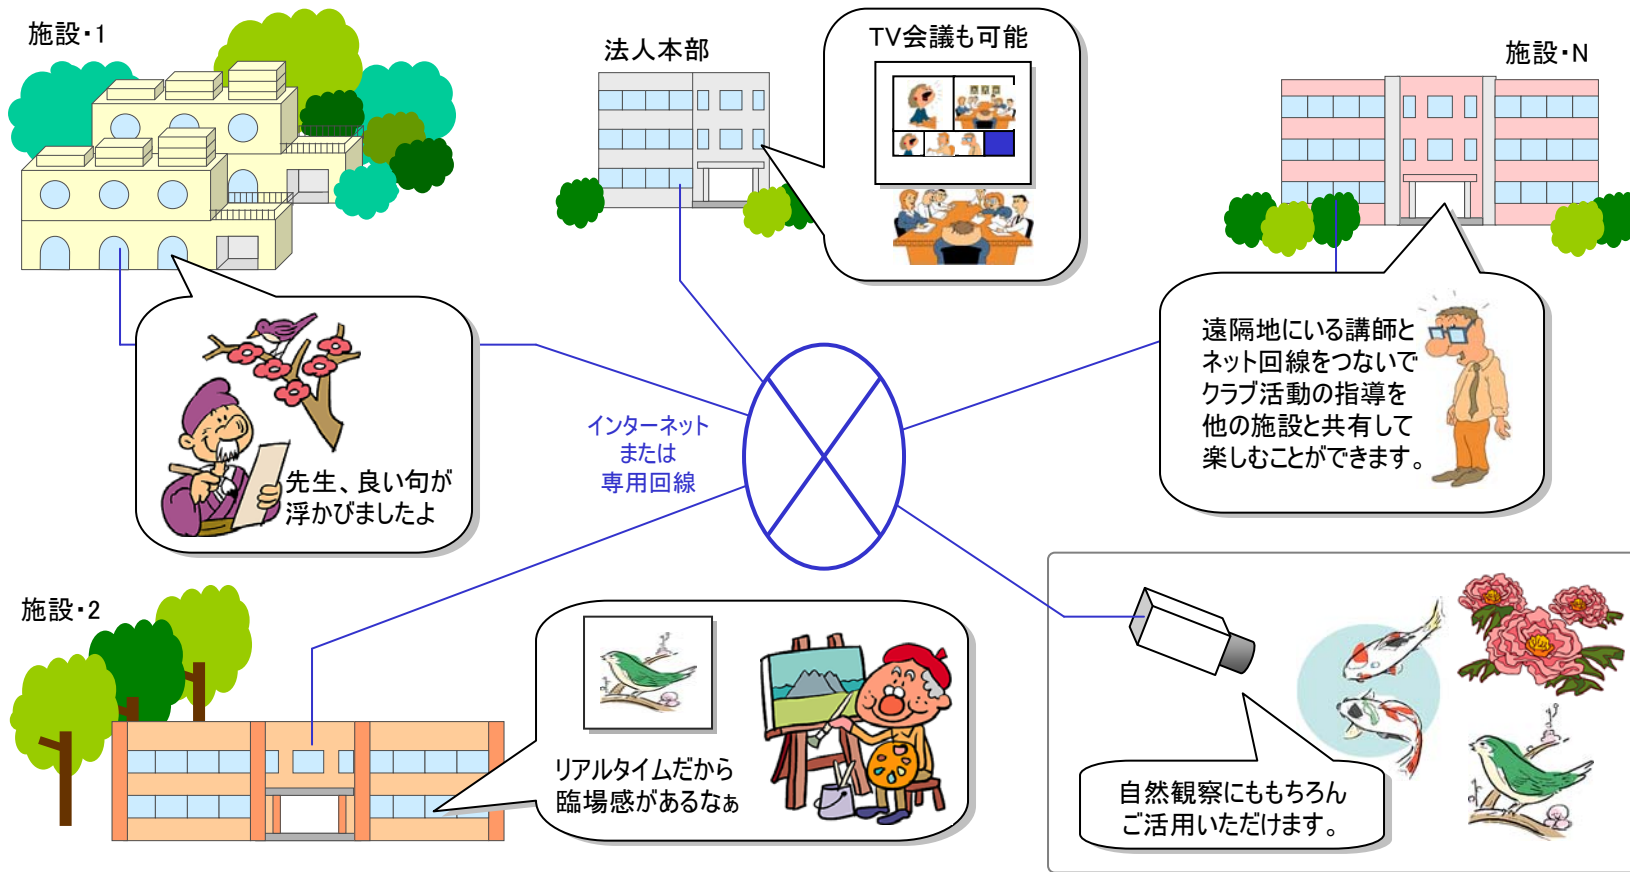 施設・1
法人本部
TV会議も可能
施設・N
先生、良い句が
浮かびましたよ
インターネット
または
専用回線
遠隔地にいる講師と
ネット回線をつないで
クラブ活動の指導を
他の施設と共有して
楽しむことができます。
施設・2
リアルタイムだから
臨場感があるなぁ
自然観察にももちろん
ご活用いただけます。